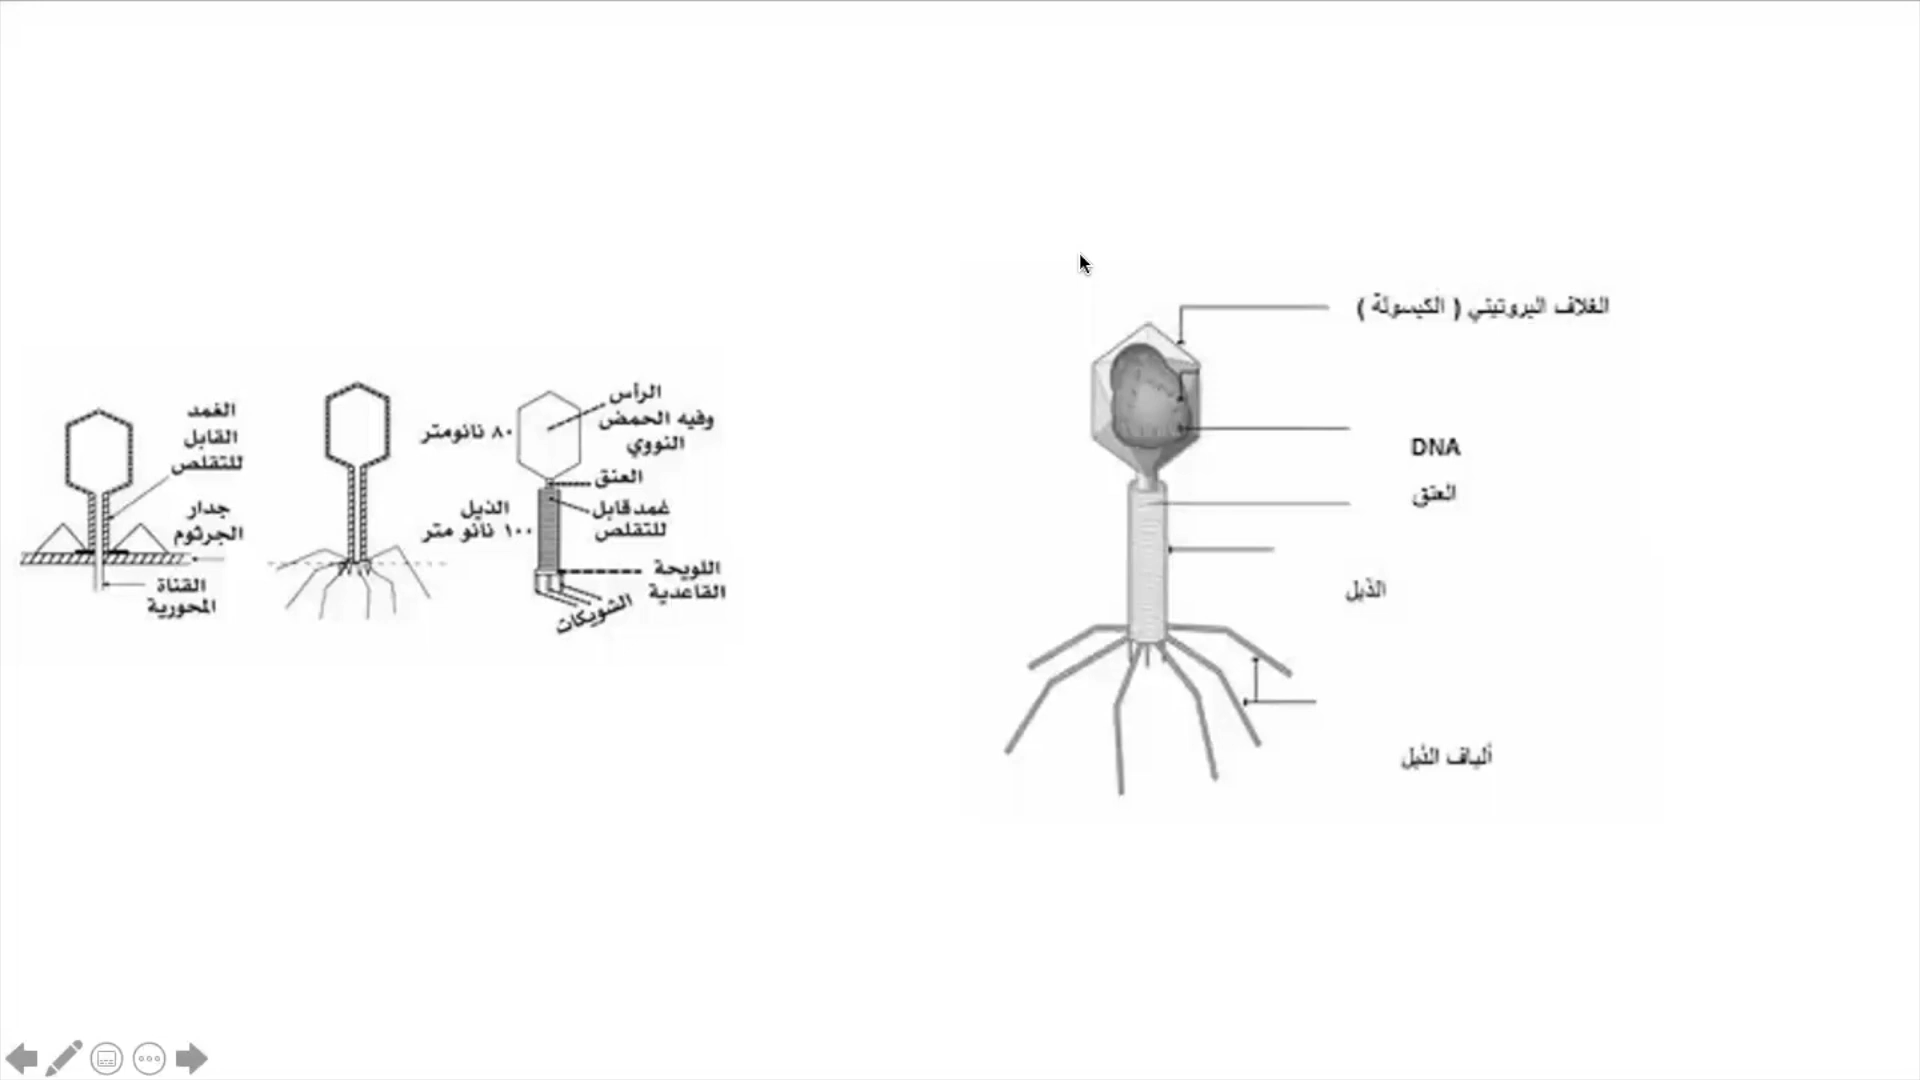 الغلاف البروتيني ( الكبسولة )
DNA
العنق
الذيل
ألياف الذيل
الرأس
وفيه الحمض
النووي
٨٠ نانومتر
العنق
غمد قابل
للتقلص
الذيل
١٠٠ نانو متر
اللويحة
القاعدية
الشويكات
الغمد
القابل
للتقلص
جدار
الجرثوم
القناة
المحورية